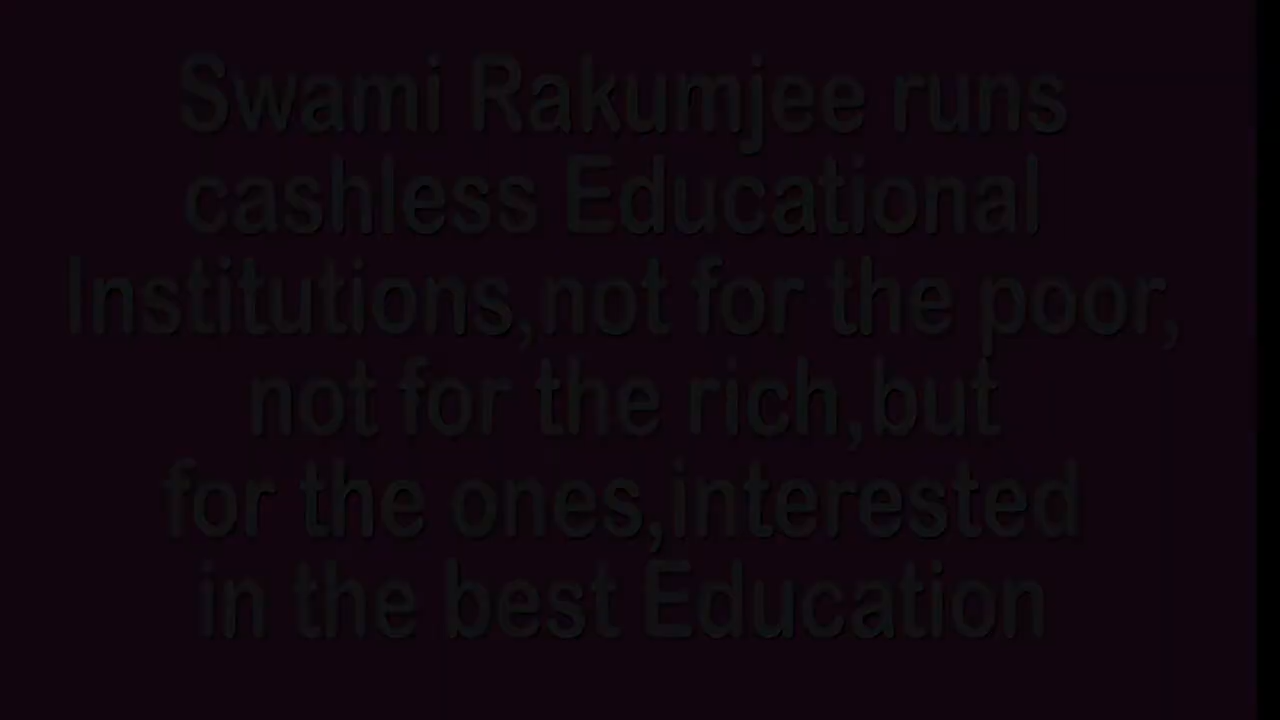 Swami Rakumjee runs
cashless Educational
Institutions,not for the poor,
not for the rich,but
for the ones,interested
in the best Education